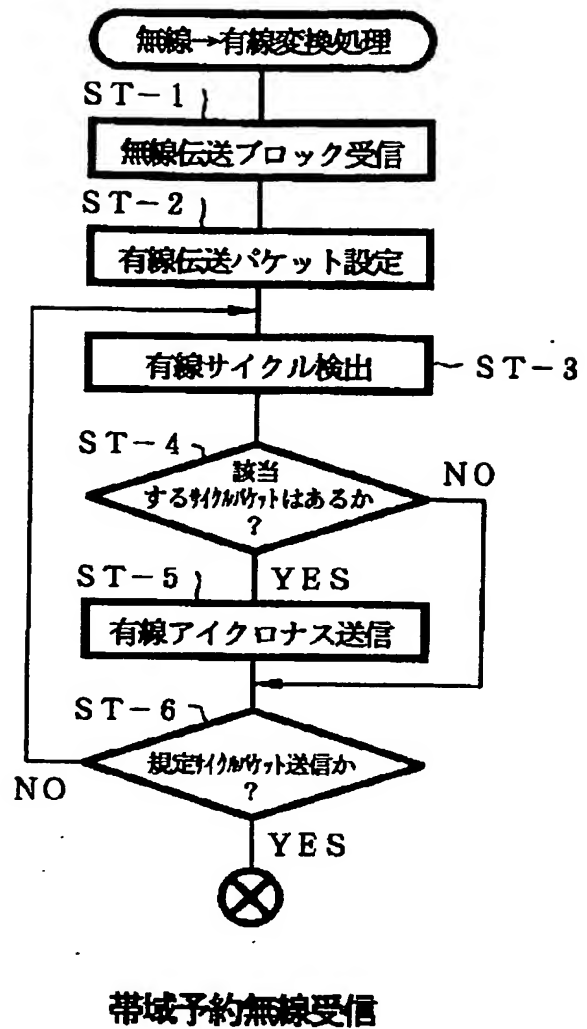 無線→有線変換処理
ST-1
無線伝送ブロック受信
ST-2
有線伝送パケット設定
有線サイクル検出
ST-3
ST-4
該当
するサイクルパケットはあるか
?
NO
YES
ST-5
有線アイクロナス送信
ST-6
規定サイクルパケット送信か
?
NO
YES
帯域予約無線受信